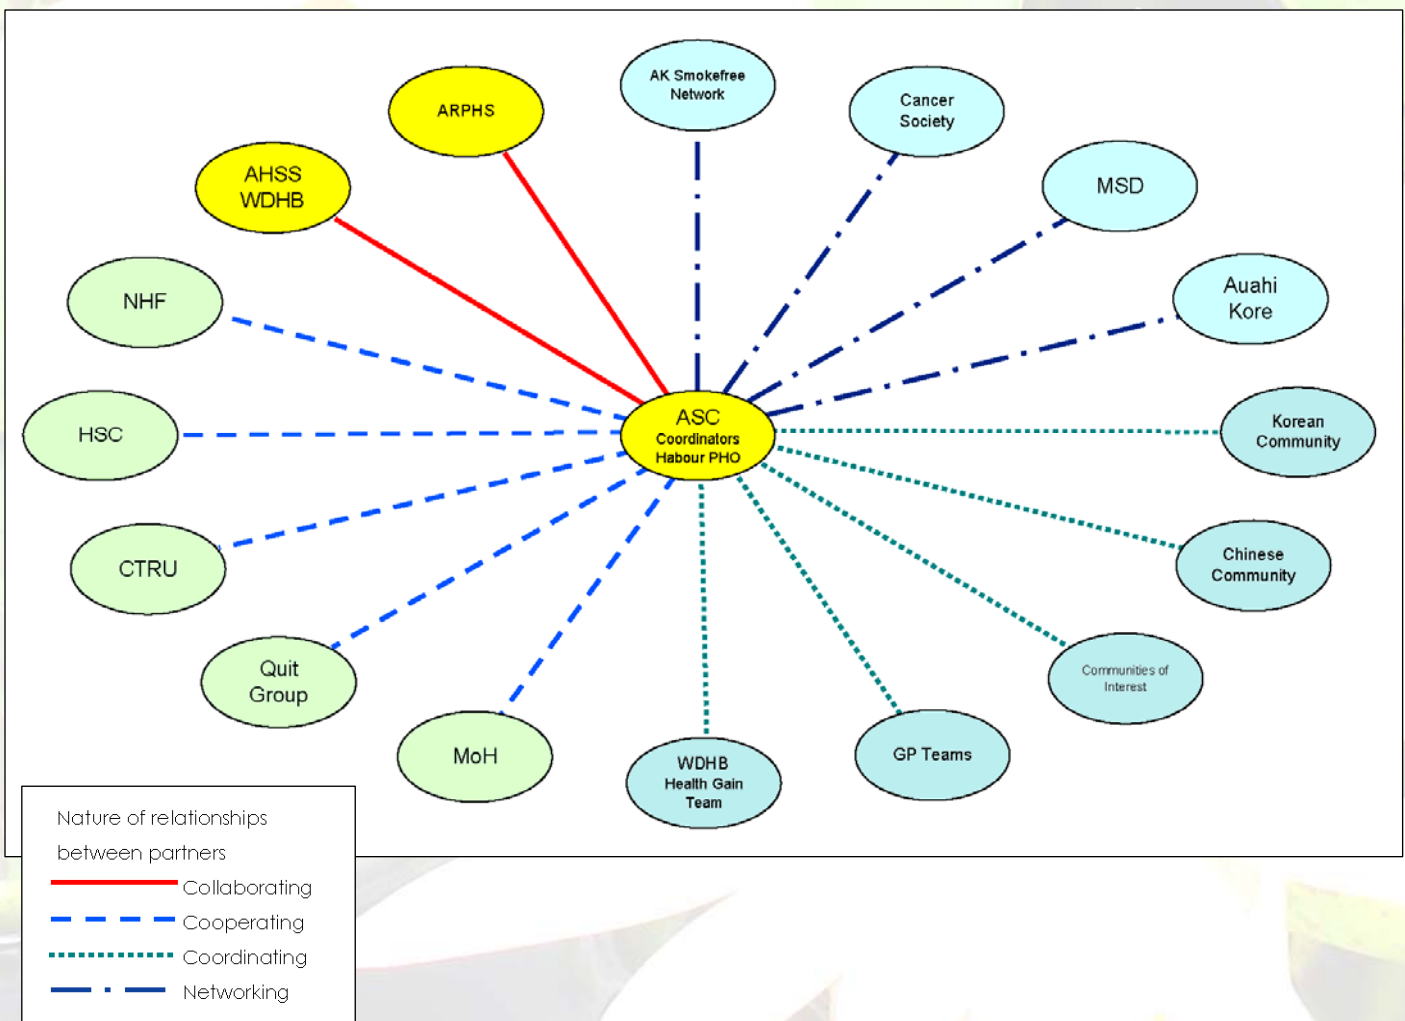 AK Smokefree
Network
Cancer
Society
ARPHS
MSD
AHSS
WDHB
Auahi
Kore
NHF
ASC
Coordinators
Habour PHO
HSC
Korean
Community
CTRU
Chinese
Community
Quit
Group
Communities of
Interest
MoH
WDHB
Health Gain
Team
GP Teams
Nature of relationships
between partners
Collaborating
Cooperating
Coordinating
Networking